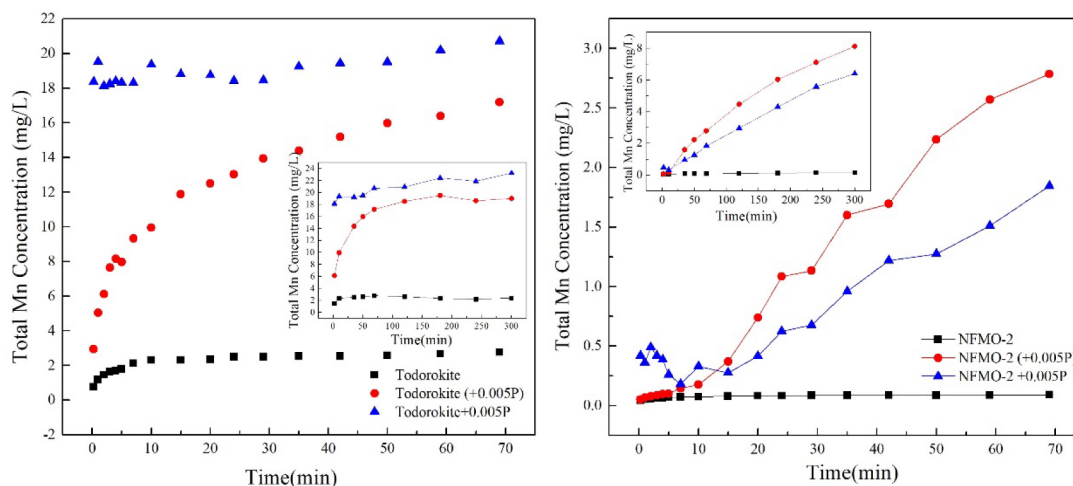 22
20
18
16
14
12
10
8
6
4
2
0
-2
Total Mn Concentration (mg/L)
0 10 20 30 40 50 60 70
Time(min)
24
22
20
18
16
14
12
10
8
6
4
2
0
Total Mn Concentration (mg/L)
0 50 100 150 200 250 300
Time(min)
Todorokite
Todorokite (+0.005P)
Todorokite+0.005P
3.0
2.5
2.0
1.5
1.0
0.5
0.0
Total Mn Concentration (mg/L)
0 10 20 30 40 50 60 70
Time(min)
8
6
4
2
0
Total Mn Concentration (mg/L)
0 50 100 150 200 250 300
Time(min)
NFMO-2
NFMO-2 (+0.005P)
NFMO-2 +0.005P